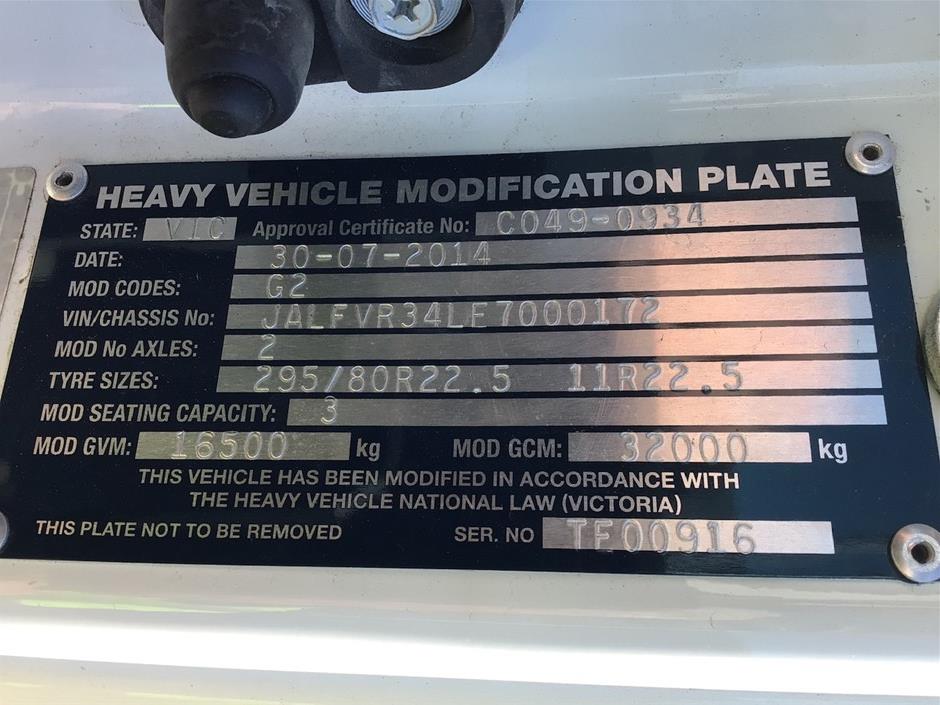 HEAVY VEHICLE MODIFICATION PLATE
STATE: VIC Approval Certificate No: C049-0934
DATE: 30-07-2014
MOD CODES: G2
VIN/CHASSIS No: JALFVR34LE7000172
MOD No AXLES: 2
TYRE SIZES: 295/80R22.5 11R22.5
MOD SEATING CAPACITY: 3
MOD GVM: 16500 kg MOD GCM: 32000 kg
THIS VEHICLE HAS BEEN MODIFIED IN ACCORDANCE WITH
THE HEAVY VEHICLE NATIONAL LAW (VICTORIA)
THIS PLATE NOT TO BE REMOVED SER. NO TF00916